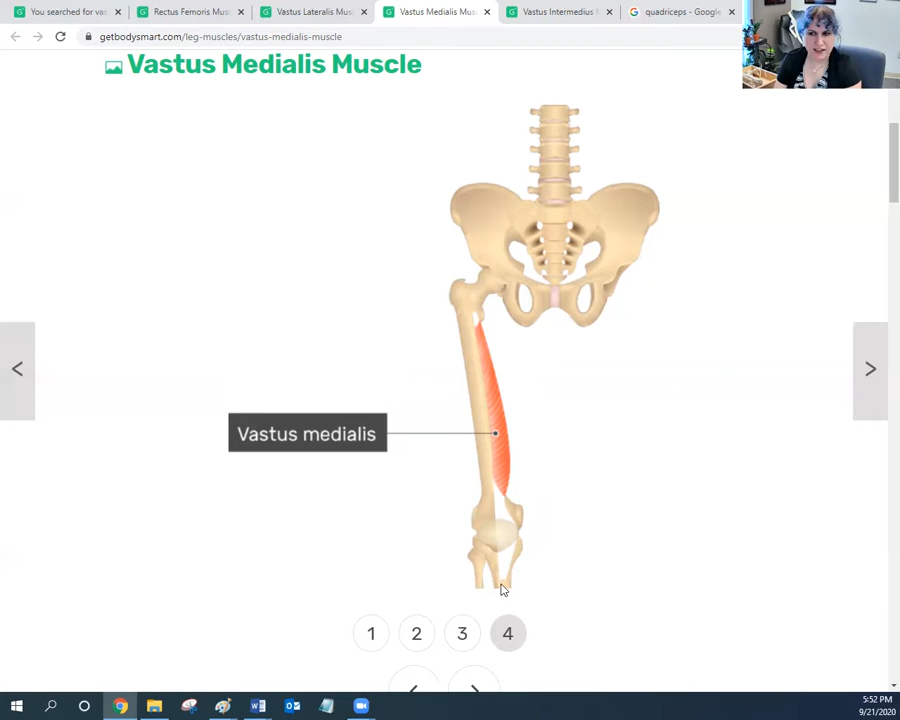 You searched for vas
Rectus Femoris Mus
Vastus Lateralis Mus
Vastus Medialis Mus
Vastus Intermedius M
quadriceps - Google
getbodysmart.com/leg-muscles/vastus-medialis-muscle
Vastus Medialis Muscle
Vastus medialis
1 2 3 4
5:52 PM
9/21/2020